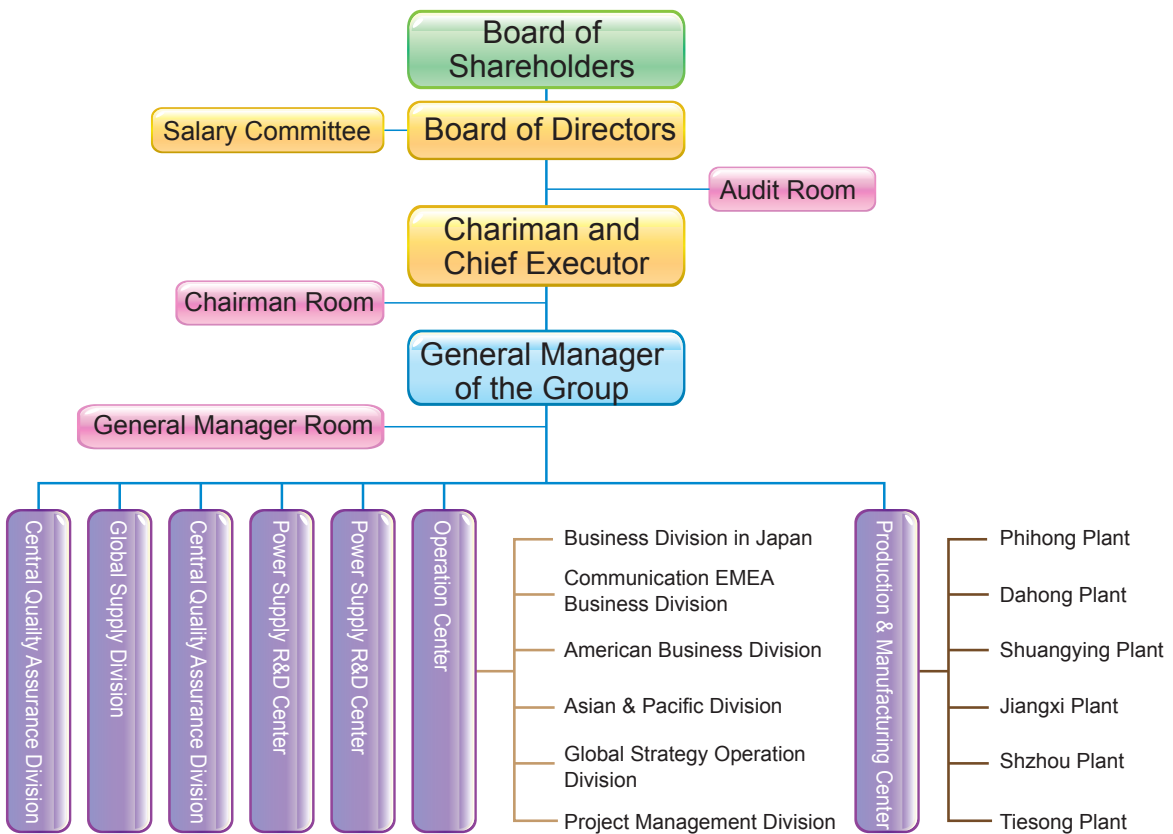 Board of
Shareholders
Salary Committee
Board of Directors
Audit Room
Chariman and
Chief Executor
Chairman Room
General Manager
of the Group
General Manager Room
Central Quailty Assurance Division
Global Supply Division
Central Quality Assurance Division
Power Supply R&D Center
Power Supply R&D Center
Operation Center
Business Division in Japan
Communication EMEA
Business Division
American Business Division
Asian & Pacific Division
Global Strategy Operation
Division
Project Management Division
Production & Manufacturing Center
Phihong Plant
Dahong Plant
Shuangying Plant
Jiangxi Plant
Shzhou Plant
Tiesong Plant